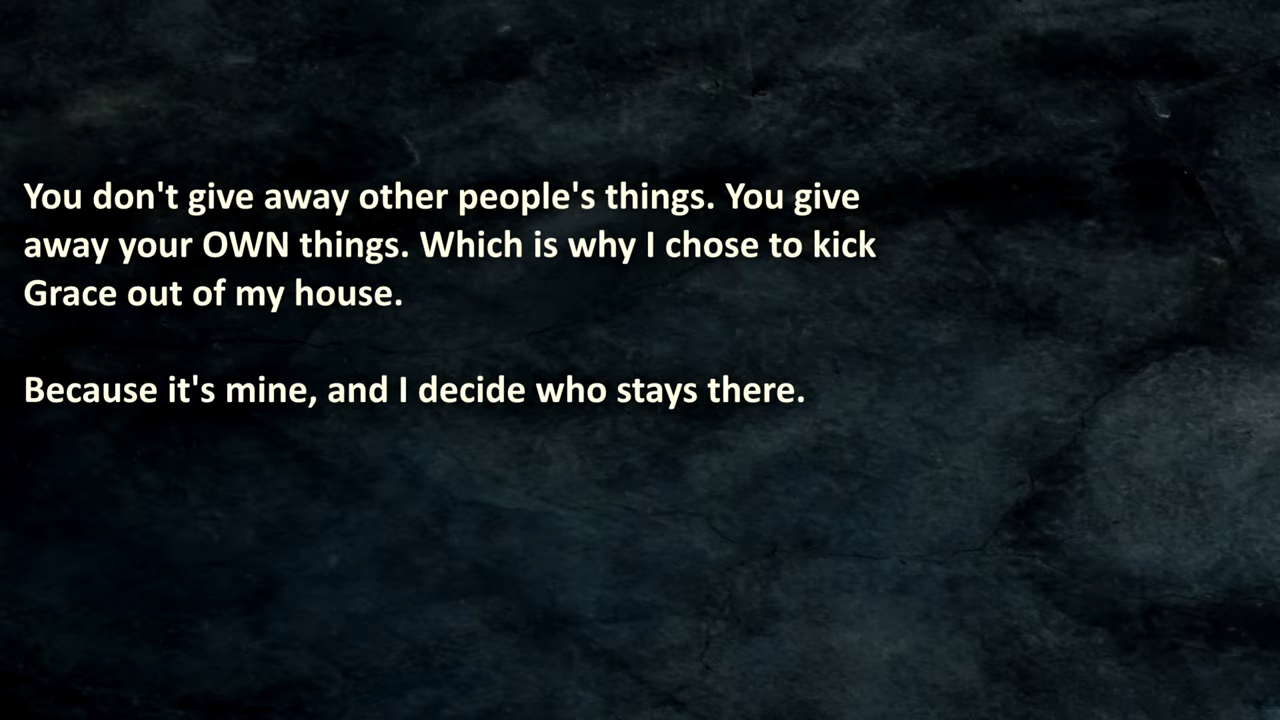 You don't give away other people's things. You give
away your OWN things. Which is why I chose to kick
Grace out of my house.
Because it's mine, and I decide who stays there.